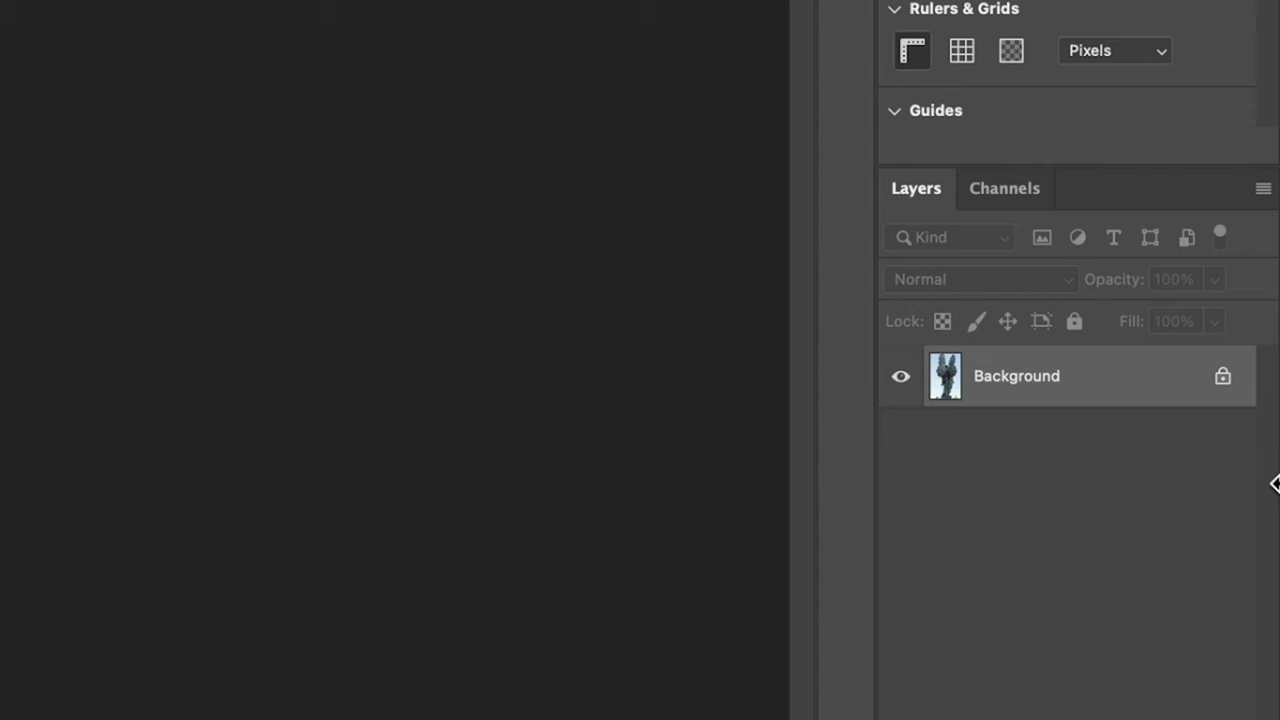 Rulers & Grids
Pixels
Guides
Layers Channels
Kind
Normal Opacity: 100%
Lock: Fill: 100%
Background